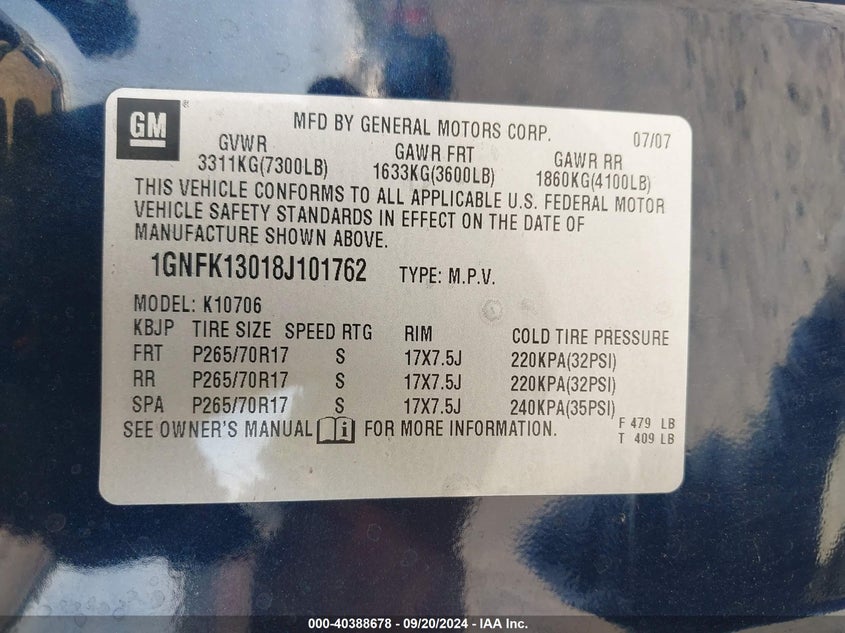 GM ®
MFD BY GENERAL MOTORS CORP. 07/07
GVWR GAWR FRT GAWR RR
3311KG(7300LB) 1633KG(3600LB) 1860KG(4100LB)
THIS VEHICLE CONFORMS TO ALL APPLICABLE U.S. FEDERAL MOTOR
VEHICLE SAFETY STANDARDS IN EFFECT ON THE DATE OF
MANUFACTURE SHOWN ABOVE.
1GNFK13018J101762 TYPE: M.P.V.
MODEL: K10706
KBJP TIRE SIZE SPEED RTG RIM COLD TIRE PRESSURE
FRT P265/70R17 S 17X7.5J 220KPA(32PSI)
RR P265/70R17 S 17X7.5J 220KPA(32PSI)
SPA P265/70R17 S 17X7.5J 240KPA(35PSI)
SEE OWNER'S MANUAL i FOR MORE INFORMATION.
F 479 LB
T 409 LB
000-40388678 - 09/20/2024 - IAA Inc.